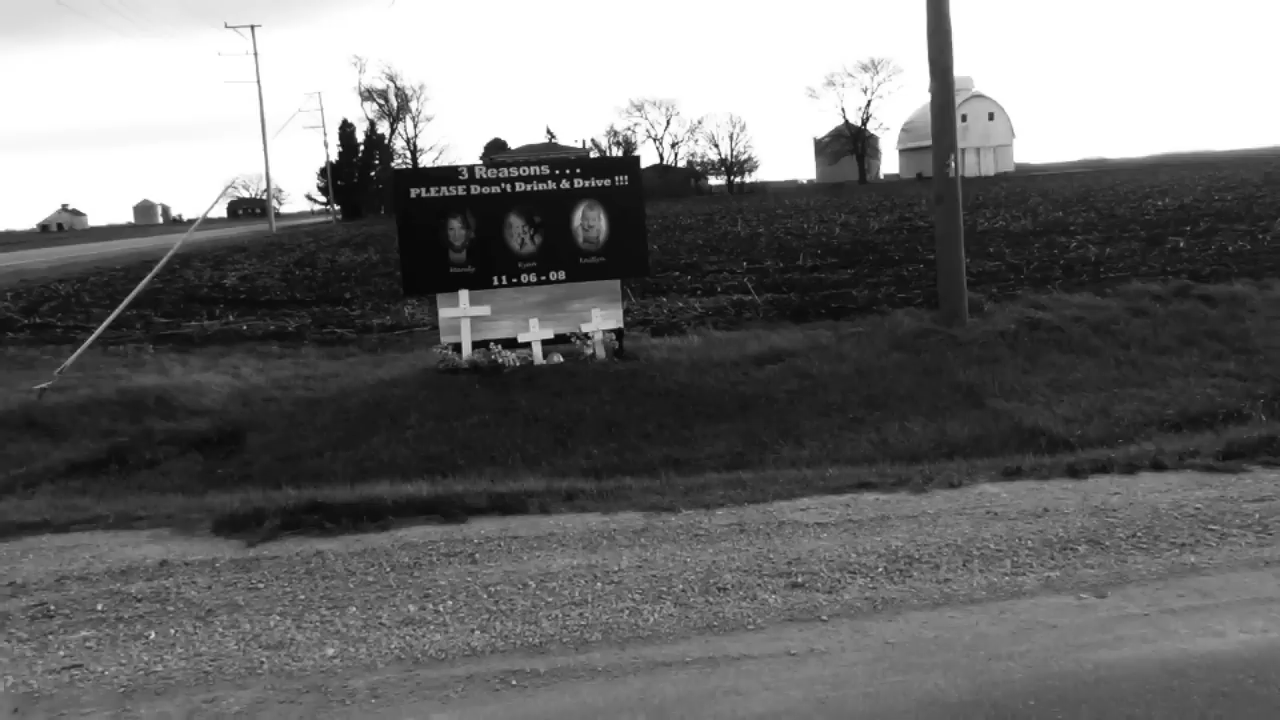 3 Reasons . . .
PLEASE Don't Drink & Drive !!!
11 - 06 - 08